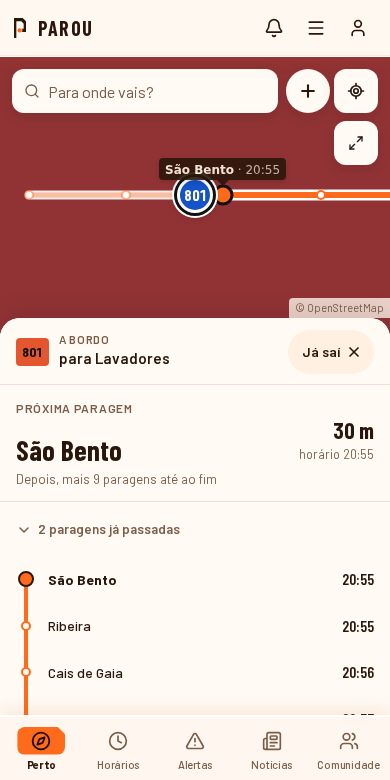 PAROU
Para onde vais?
São Bento · 20:55
801
© OpenStreetMap
801
A BORDO
para Lavadores
Já saí
PRÓXIMA PARAGEM
São Bento
30 m
horário 20:55
Depois, mais 9 paragens até ao fim
2 paragens já passadas
São Bento 20:55
Ribeira 20:55
Cais de Gaia 20:56
Perto
Horários
Alertas
Notícias
Comunidade